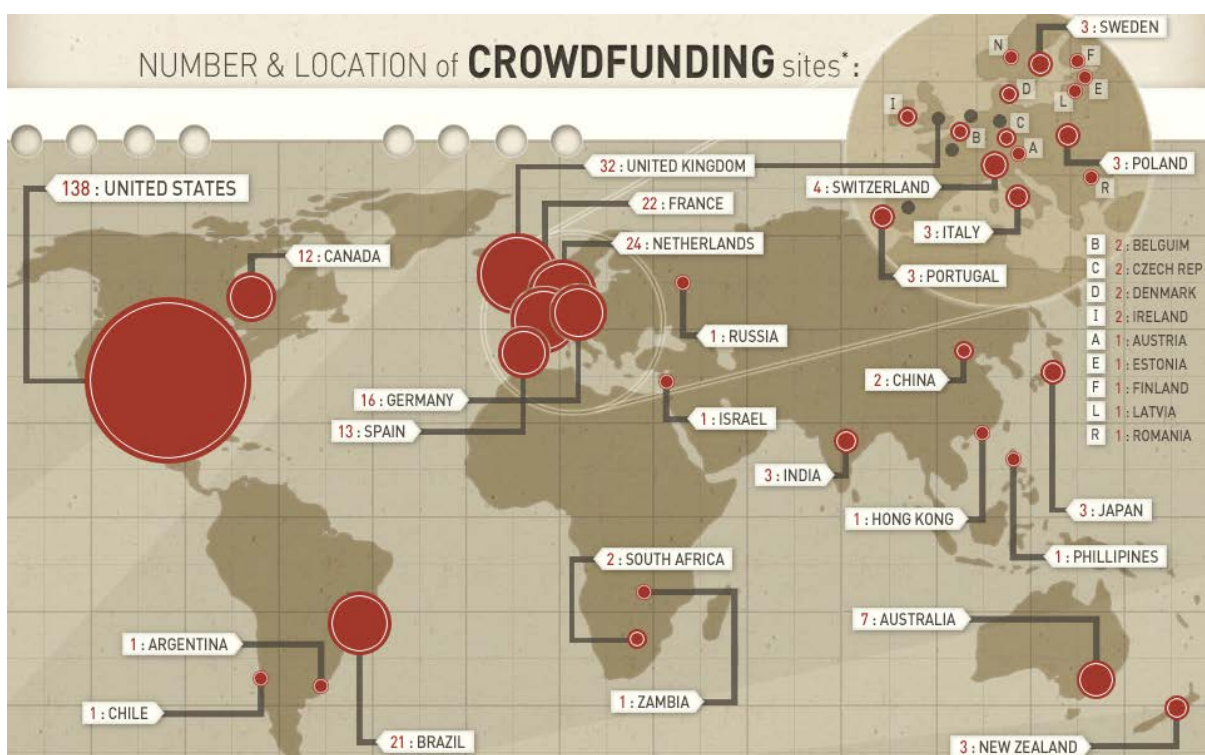 NUMBER & LOCATION of CROWDFUNDING sites*:
3 : SWEDEN
N
F
E
D
L
I
C
B
A
R
32 : UNITED KINGDOM
3 : POLAND
138 : UNITED STATES
4 : SWITZERLAND
22 : FRANCE
3 : ITALY
24 : NETHERLANDS
12 : CANADA
3 : PORTUGAL
B 2 : BELGUIM
C 2 : CZECH REP
D 2 : DENMARK
I 2 : IRELAND
A 1 : AUSTRIA
E 1 : ESTONIA
F 1 : FINLAND
L 1 : LATVIA
R 1 : ROMANIA
1 : RUSSIA
2 : CHINA
16 : GERMANY
1 : ISRAEL
13 : SPAIN
3 : INDIA
1 : HONG KONG
3 : JAPAN
1 : PHILLIPINES
2 : SOUTH AFRICA
7 : AUSTRALIA
1 : ARGENTINA
1 : ZAMBIA
1 : CHILE
21 : BRAZIL
3 : NEW ZEALAND